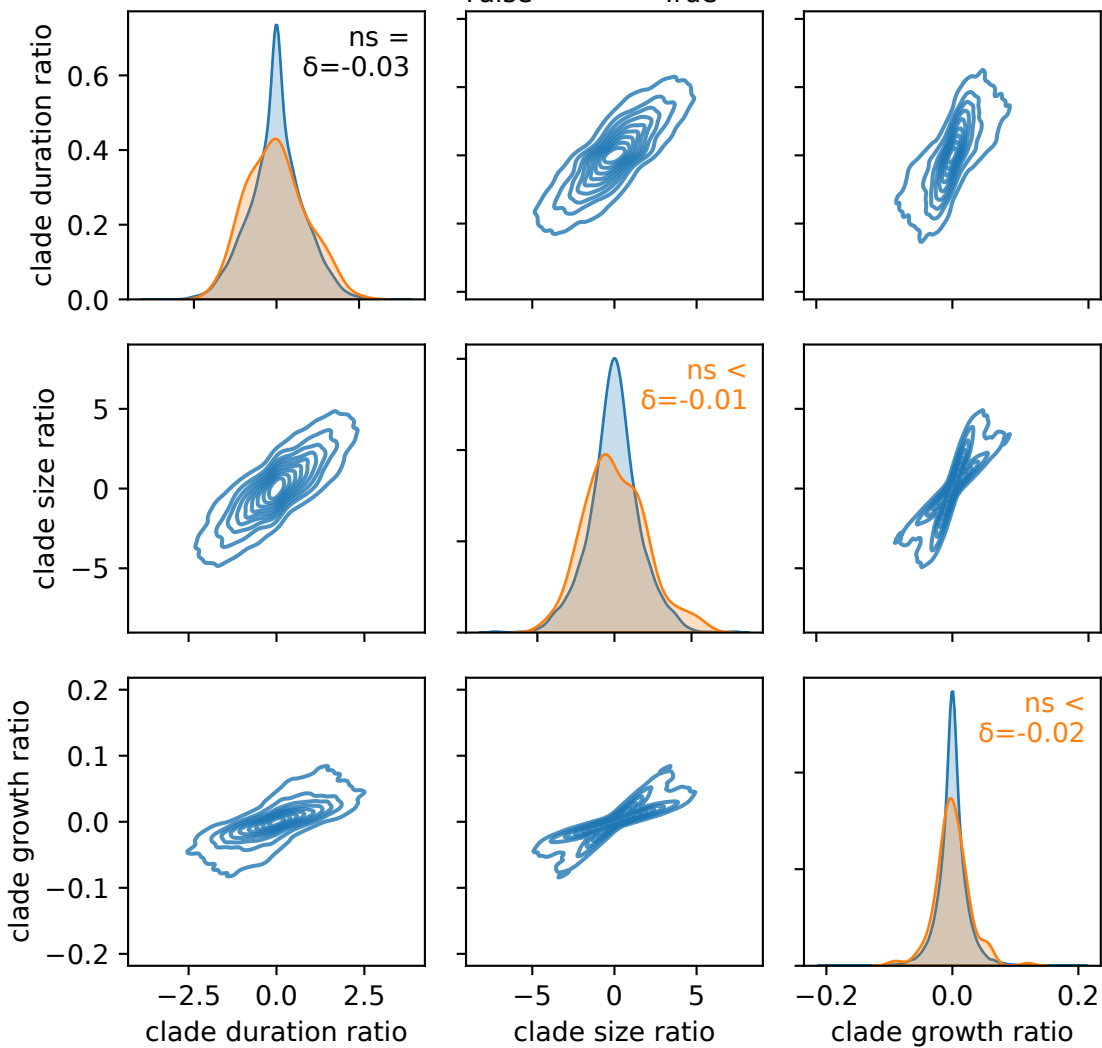 clade duration ratio
0.6
0.4
0.2
0.0
ns =
δ=-0.03
clade size ratio
5
0
−5
ns <
δ=-0.01
clade growth ratio
0.2
0.1
0.0
−0.1
−0.2
ns <
δ=-0.02
−2.5 0.0 2.5
clade duration ratio
−5 0 5
clade size ratio
−0.2 0.0 0.2
clade growth ratio